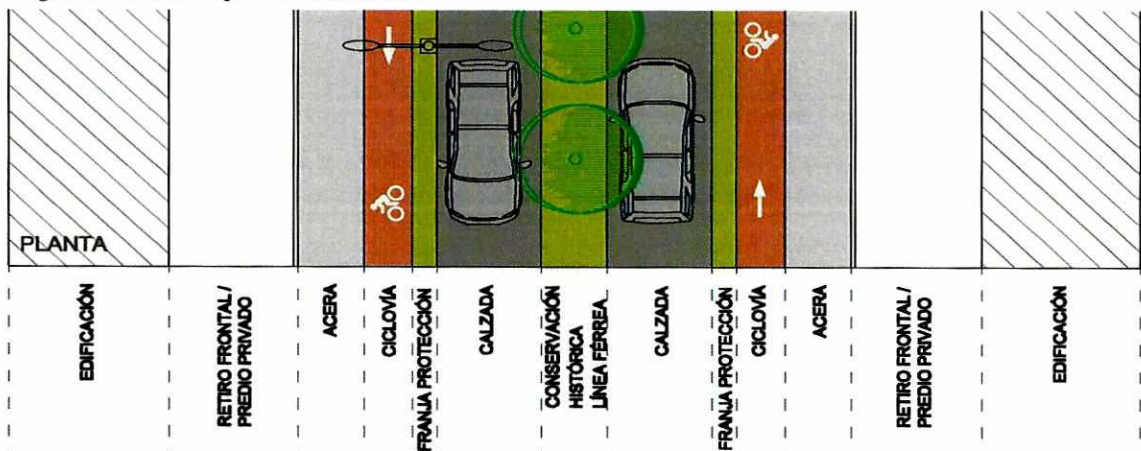 PLANTA
EDIFICACIÓN
RETIRO FRONTAL /
PREDIO PRIVADO
ACERA
CICLOVÍA
FRANJA PROTECCIÓN
CALZADA
CONSERVACIÓN
HISTÓRICA
LÍNEA FÉRREA
CALZADA
FRANJA PROTECCIÓN
CICLOVÍA
ACERA
RETIRO FRONTAL /
PREDIO PRIVADO
EDIFICACIÓN